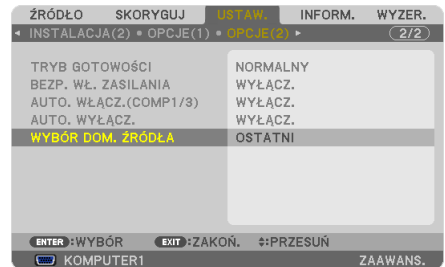 ŹRÓDŁO SKORYGUJ USTAW. INFORM. WYZER.
◂ INSTALACJA(2) • OPCJE(1) • OPCJE(2) ▸ 2/2
TRYB GOTOWOŚCI NORMALNY
BEZP. WŁ. ZASILANIA WYŁĄCZ.
AUTO. WŁĄCZ.(COMP1/3) WYŁĄCZ.
AUTO. WYŁĄCZ. WYŁĄCZ.
WYBÓR DOM. ŹRÓDŁA OSTATNI
ENTER :WYBÓR EXIT :ZAKOŃ. ⇕:PRZESUŃ
KOMPUTER1 ZAAWANS.